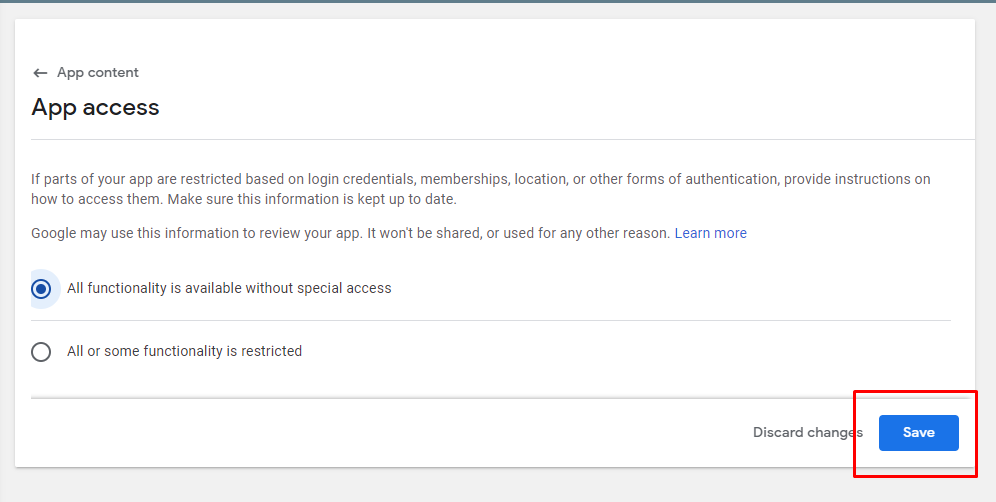 ← App content
App access
If parts of your app are restricted based on login credentials, memberships, location, or other forms of authentication, provide instructions on
how to access them. Make sure this information is kept up to date.
Google may use this information to review your app. It won't be shared, or used for any other reason. Learn more
All functionality is available without special access
All or some functionality is restricted
Discard changes Save